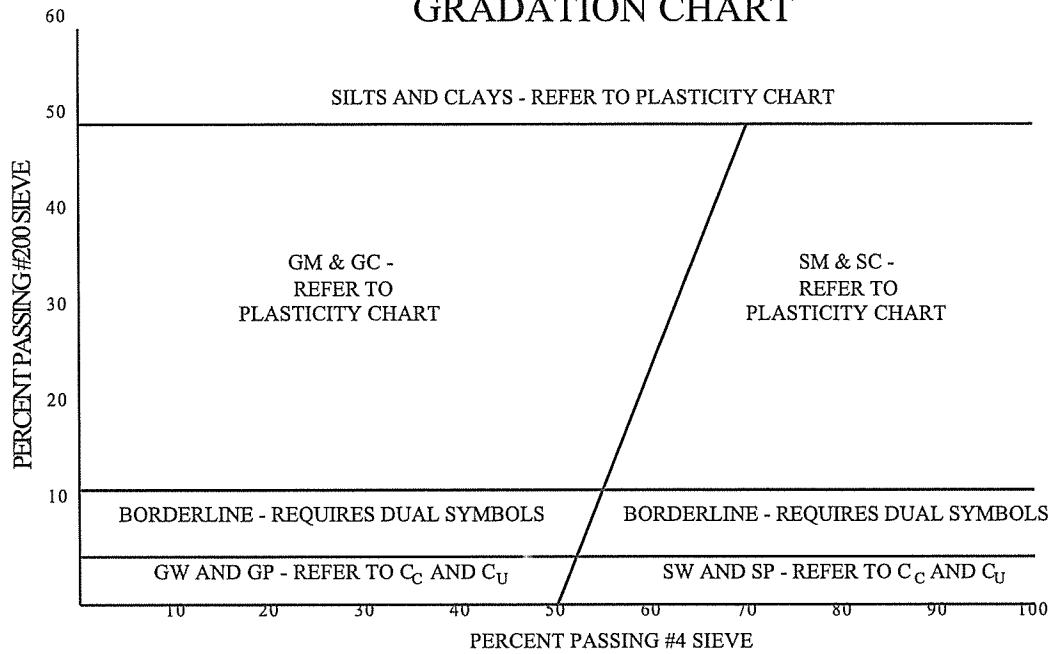 GRADATION CHART
60
SILTS AND CLAYS - REFER TO PLASTICITY CHART
50
PERCENT PASSING #200 SIEVE
40
GM & GC -
REFER TO
PLASTICITY CHART
SM & SC -
REFER TO
PLASTICITY CHART
30
20
10
BORDERLINE - REQUIRES DUAL SYMBOLS
BORDERLINE - REQUIRES DUAL SYMBOLS
GW AND GP - REFER TO CC AND CU
SW AND SP - REFER TO CC AND CU
10 20 30 40 50 60 70 80 90 100
PERCENT PASSING #4 SIEVE